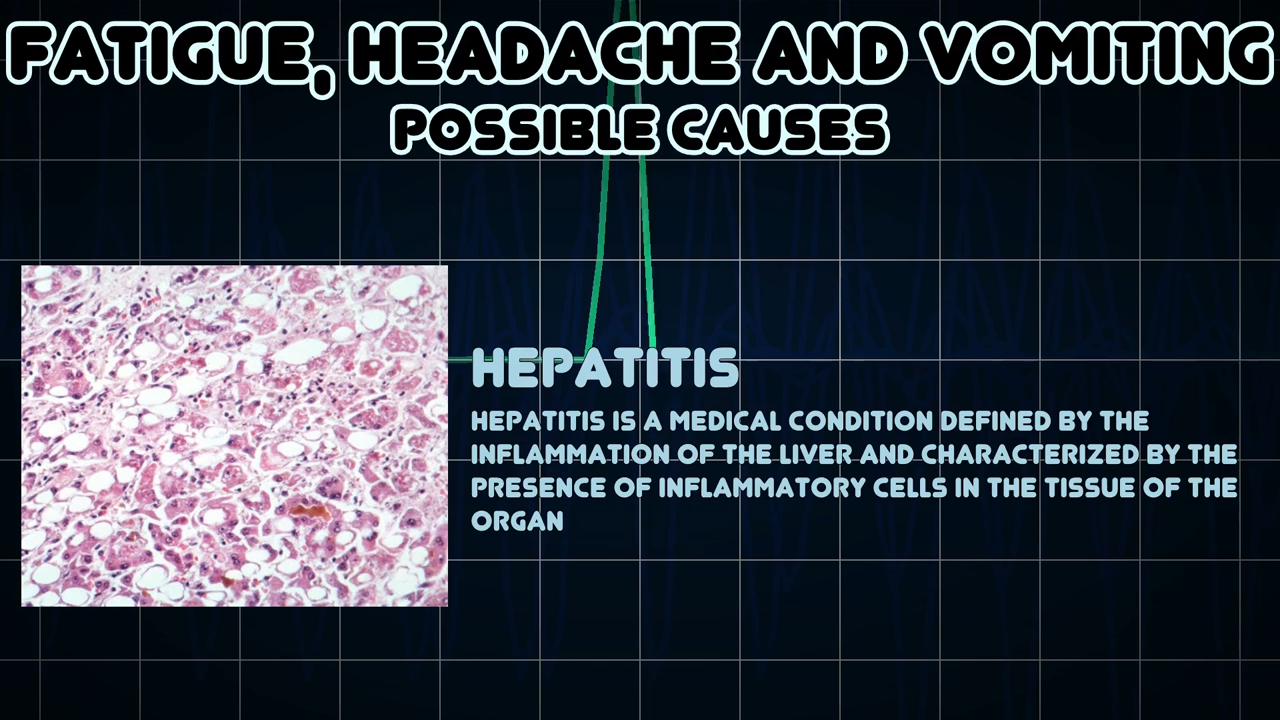 FATIGUE, HEADACHE AND VOMITING
POSSIBLE CAUSES
HEPATITIS
HEPATITIS IS A MEDICAL CONDITION DEFINED BY THE
INFLAMMATION OF THE LIVER AND CHARACTERIZED BY THE
PRESENCE OF INFLAMMATORY CELLS IN THE TISSUE OF THE
ORGAN